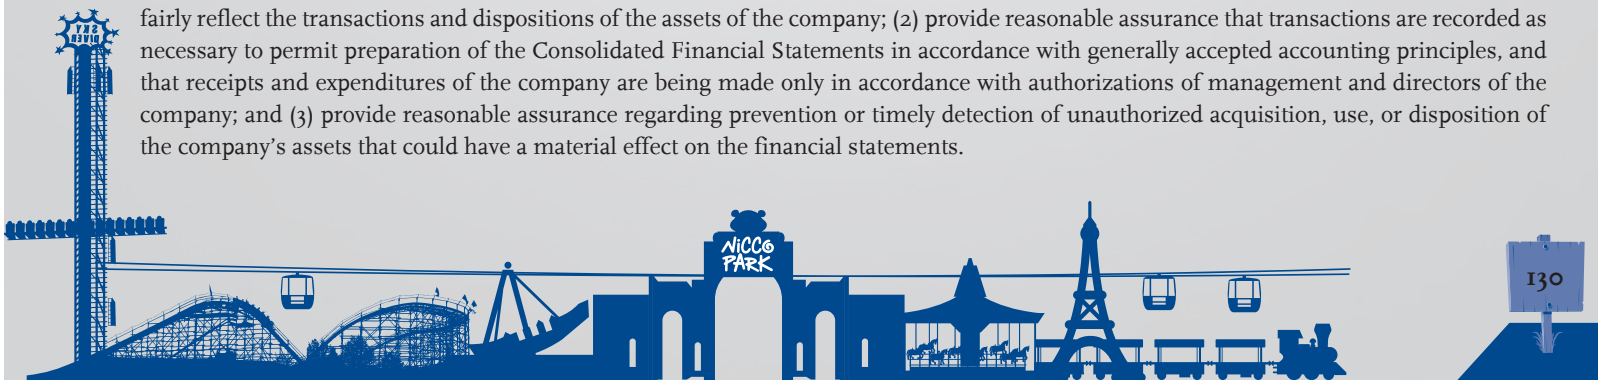 fairly reflect the transactions and dispositions of the assets of the company; (2) provide reasonable assurance that transactions are recorded as
necessary to permit preparation of the Consolidated Financial Statements in accordance with generally accepted accounting principles, and
that receipts and expenditures of the company are being made only in accordance with authorizations of management and directors of the
company; and (3) provide reasonable assurance regarding prevention or timely detection of unauthorized acquisition, use, or disposition of
the company's assets that could have a material effect on the financial statements.
SKY
DIVER
NICCO
PARK
130